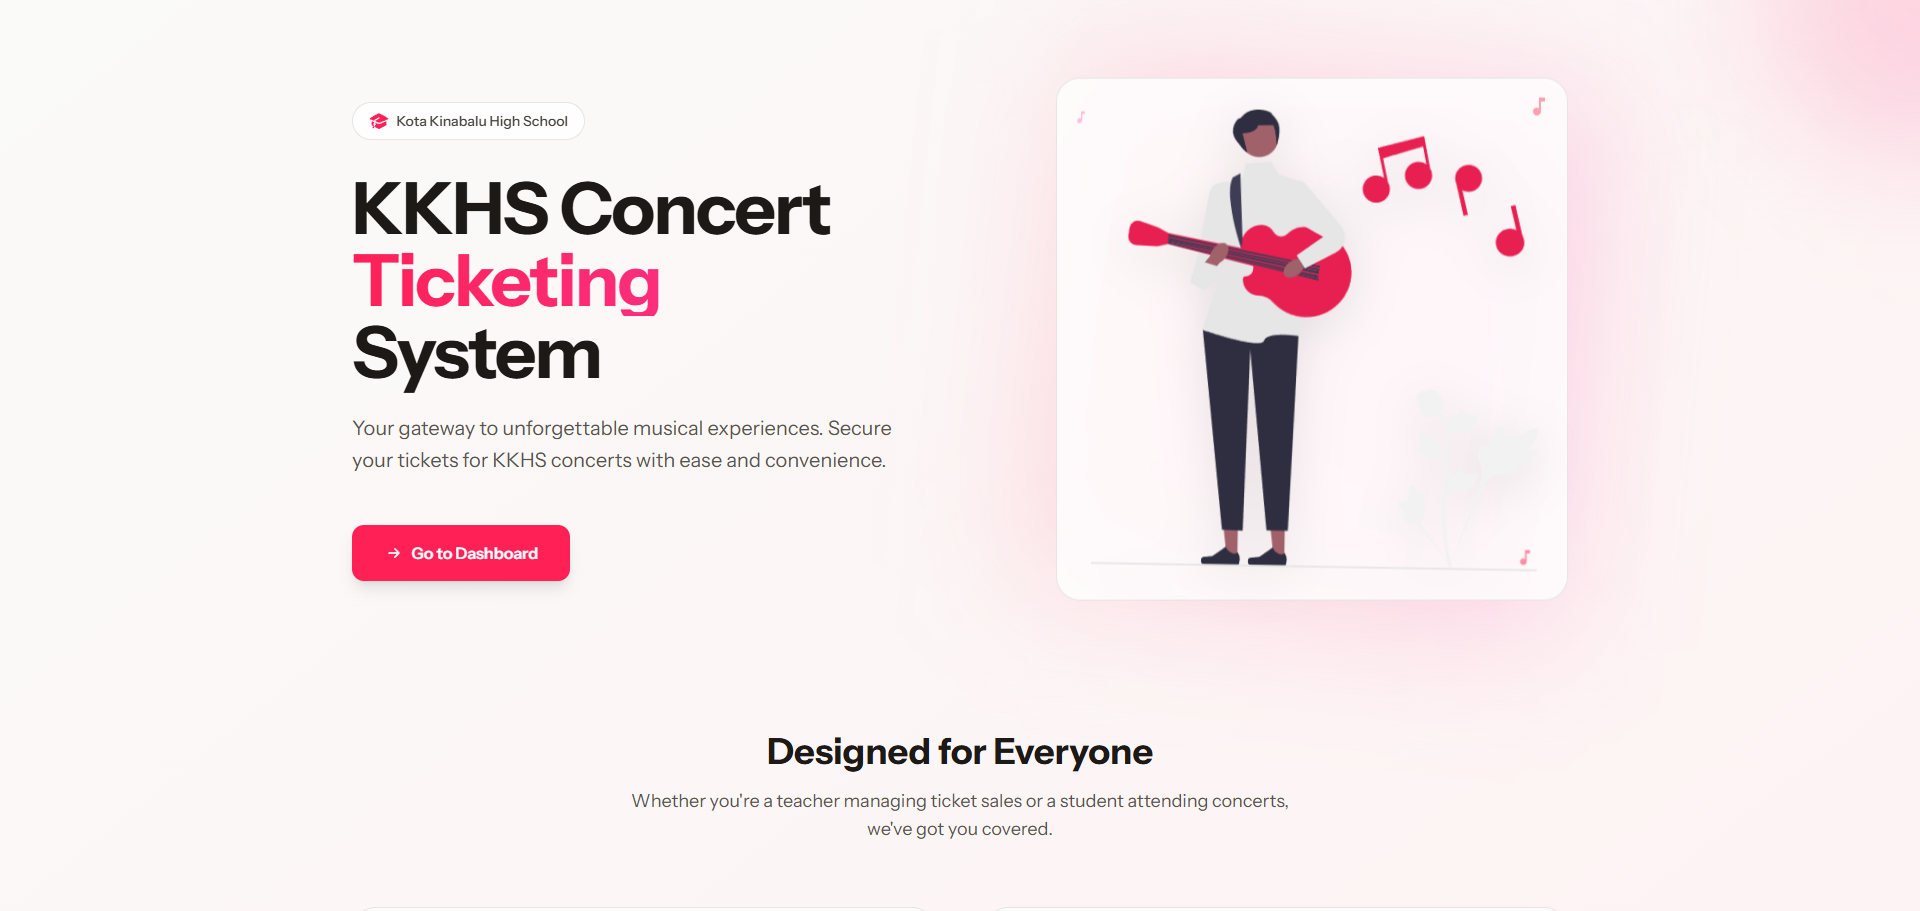 Kota Kinabalu High School
KKHS Concert
Ticketing
System
Your gateway to unforgettable musical experiences. Secure
your tickets for KKHS concerts with ease and convenience.
→ Go to Dashboard
Designed for Everyone
Whether you're a teacher managing ticket sales or a student attending concerts,
we've got you covered.